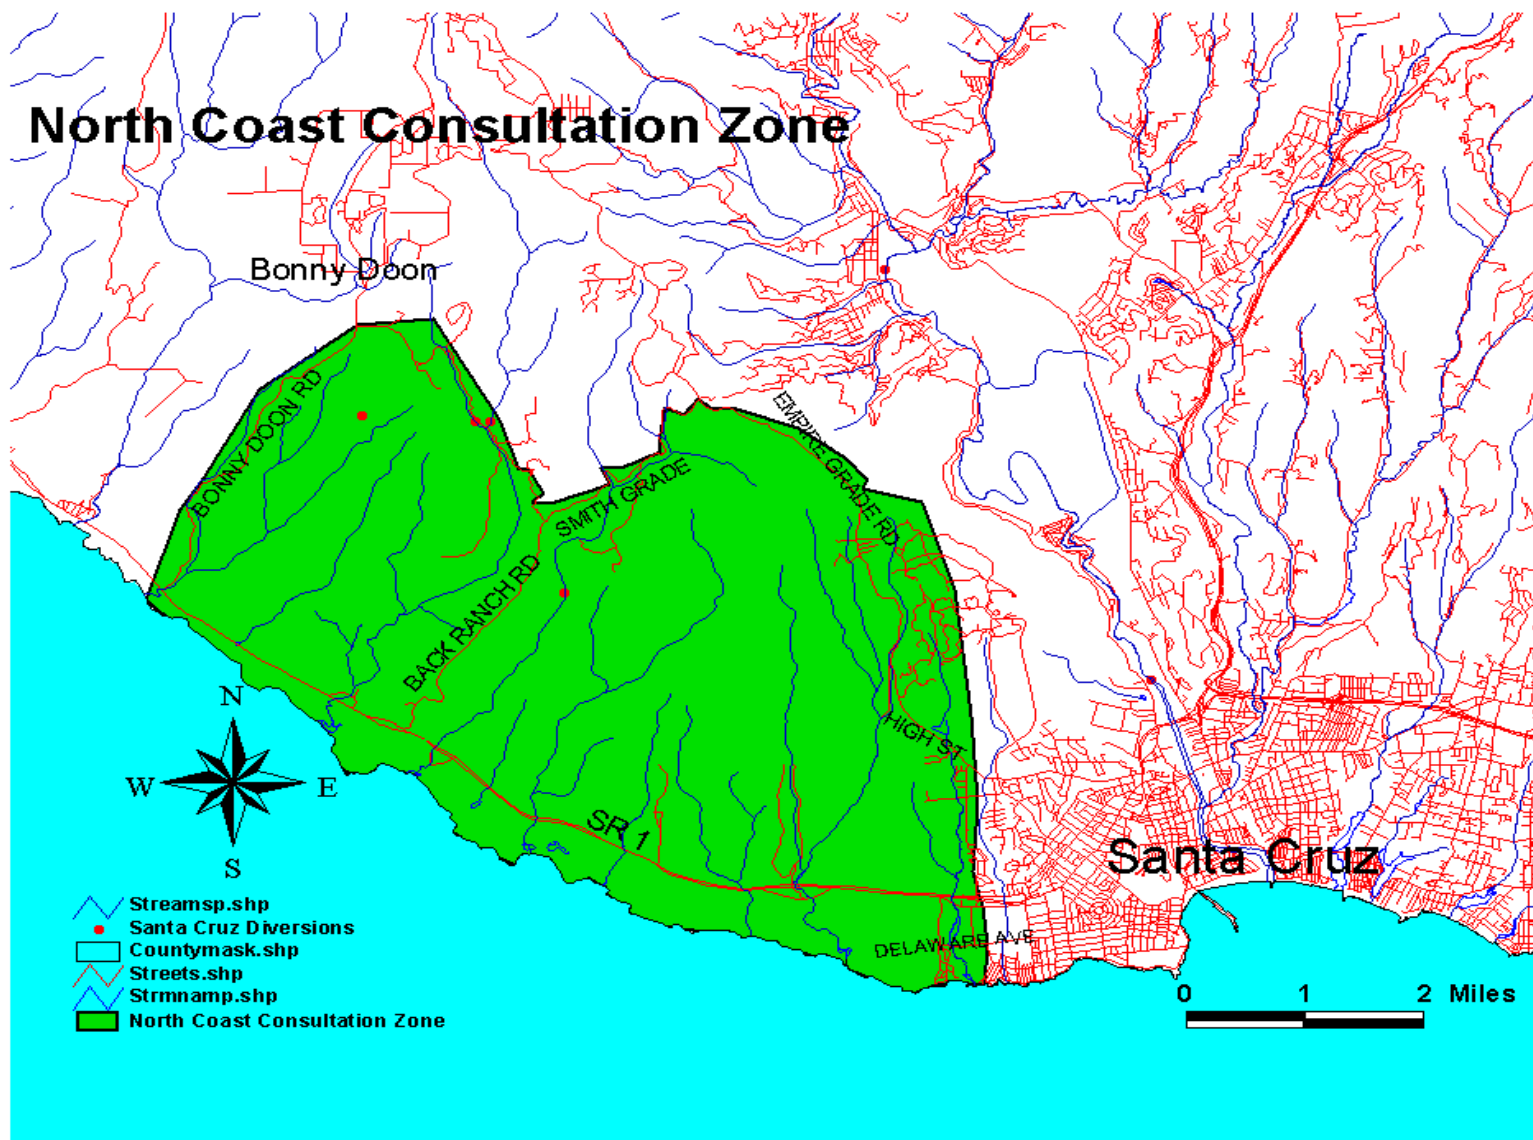 North Coast Consultation Zone
Bonny Doon
BONNY DOON RD
EMPIRE GRADE RD
SMITH GRADE
BACK RANCH RD
HIGH ST
SR 1
Santa Cruz
DELAWARE AVE
N
W E
S
Streamsp.shp
Santa Cruz Diversions
Countymask.shp
Streets.shp
Strmnamp.shp
North Coast Consultation Zone
0 1 2 Miles